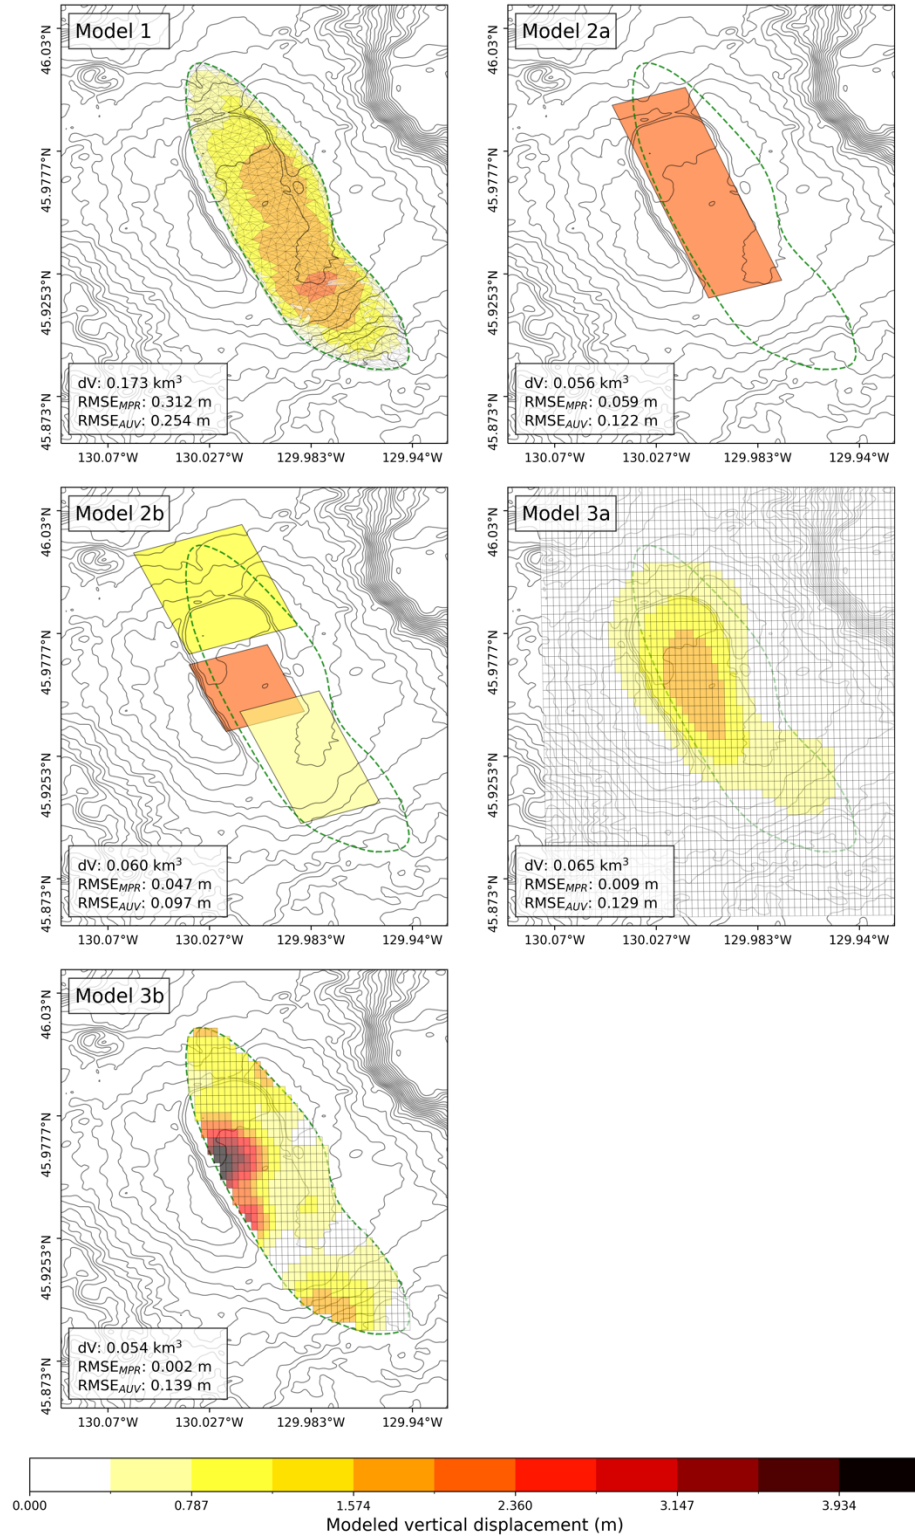 Model 1
Model 2a
46.03°N
45.9777°N
45.9253°N
45.873°N
dV: 0.173 km³
RMSE_MPR: 0.312 m
RMSE_AUV: 0.254 m
130.07°W 130.027°W 129.983°W 129.94°W
46.03°N
45.9777°N
45.9253°N
45.873°N
dV: 0.056 km³
RMSE_MPR: 0.059 m
RMSE_AUV: 0.122 m
130.07°W 130.027°W 129.983°W 129.94°W
Model 2b
Model 3a
46.03°N
45.9777°N
45.9253°N
45.873°N
dV: 0.060 km³
RMSE_MPR: 0.047 m
RMSE_AUV: 0.097 m
130.07°W 130.027°W 129.983°W 129.94°W
46.03°N
45.9777°N
45.9253°N
45.873°N
dV: 0.065 km³
RMSE_MPR: 0.009 m
RMSE_AUV: 0.129 m
130.07°W 130.027°W 129.983°W 129.94°W
Model 3b
46.03°N
45.9777°N
45.9253°N
45.873°N
dV: 0.054 km³
RMSE_MPR: 0.002 m
RMSE_AUV: 0.139 m
130.07°W 130.027°W 129.983°W 129.94°W
0.000 0.787 1.574 2.360 3.147 3.934
Modeled vertical displacement (m)